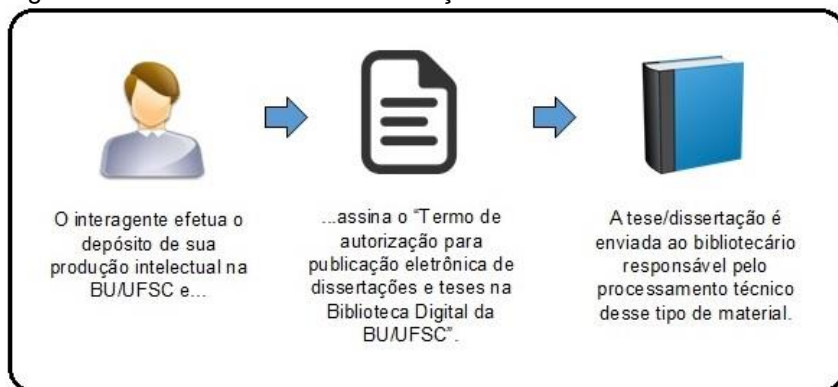 O interagente efetua o
depósito de sua
produção intelectual na
BU/UFSC e...
...assina o “Termo de
autorização para
publicação eletrônica de
dissertações e teses na
Biblioteca Digital da
BU/UFSC”.
A tese/dissertação é
enviada ao bibliotecário
responsável pelo
processamento técnico
desse tipo de material.